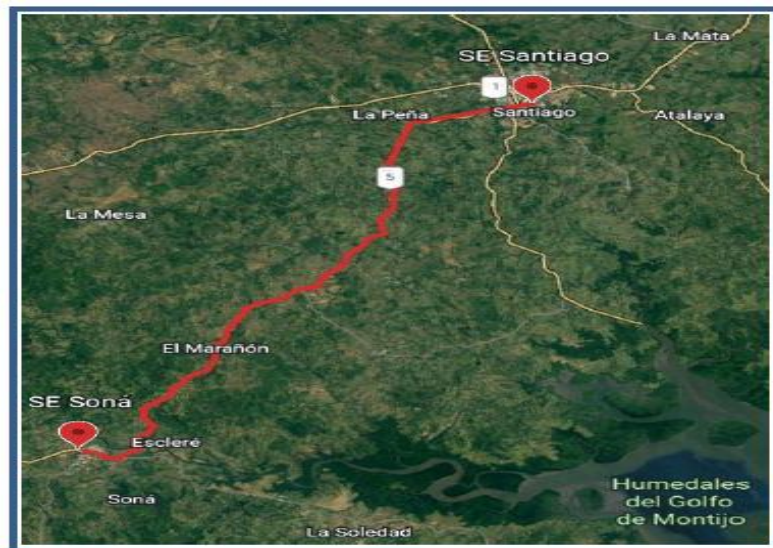 La Mata
SE Santiago
1
La Peña
Santiago
Atalaya
5
La Mesa
El Marañón
SE Soná
Escleré
Soná
La Soledad
Humedales
del Golfo
de Montijo